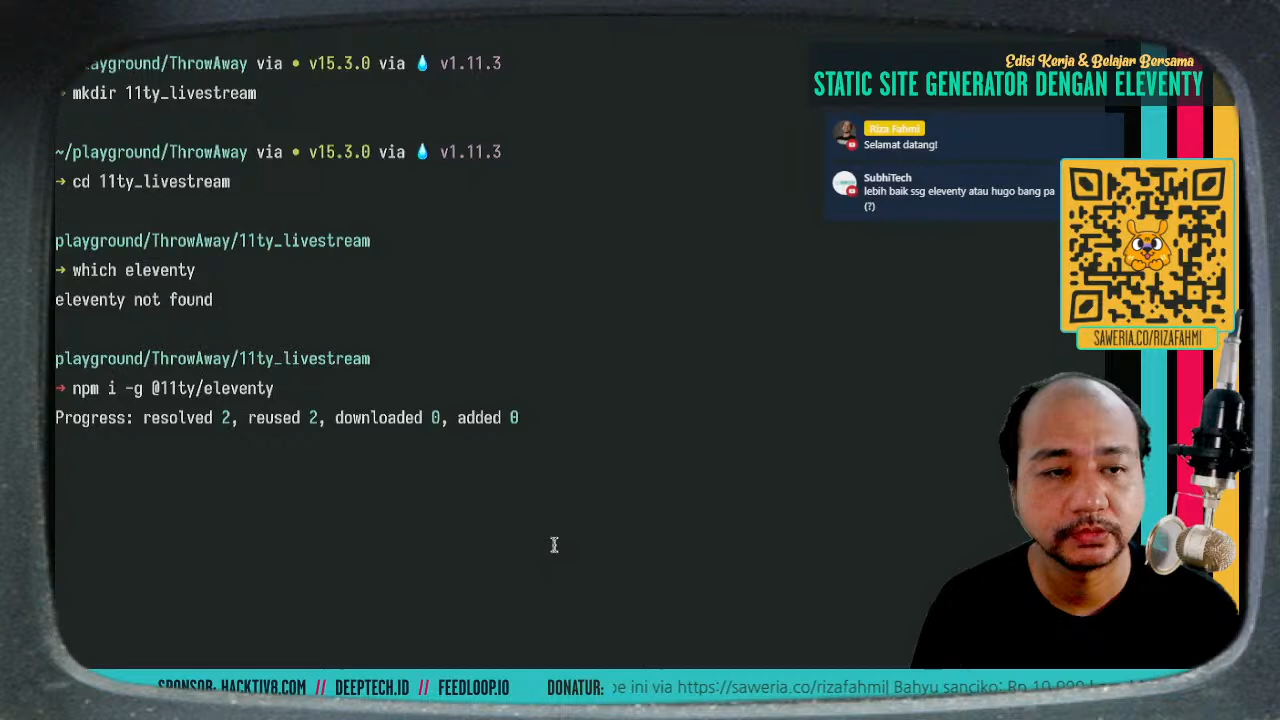 playground/ThrowAway via v15.3.0 via v1.11.3
mkdir 11ty_livestream
~/playground/ThrowAway via v15.3.0 via v1.11.3
→ cd 11ty_livestream
playground/ThrowAway/11ty_livestream
→ which eleventy
eleventy not found
playground/ThrowAway/11ty_livestream
→ npm i -g @11ty/eleventy
Progress: resolved 2, reused 2, downloaded 0, added 0
Edisi Kerja & Belajar Bersama
STATIC SITE GENERATOR DENGAN ELEVENTY
Riza Fahmi
Selamat datang!
SubhiTech
lebih baik ssg eleventy atau hugo bang pa
(?)
SAWERIA.CO/RIZAFAHMI
SPONSOR: HACKTIV8.COM // DEEPTECH.ID // FEEDLOOP.IO DONATUR: ini via https://saweria.co/rizafahmi| Bahyu sanciko: Rp 10.000